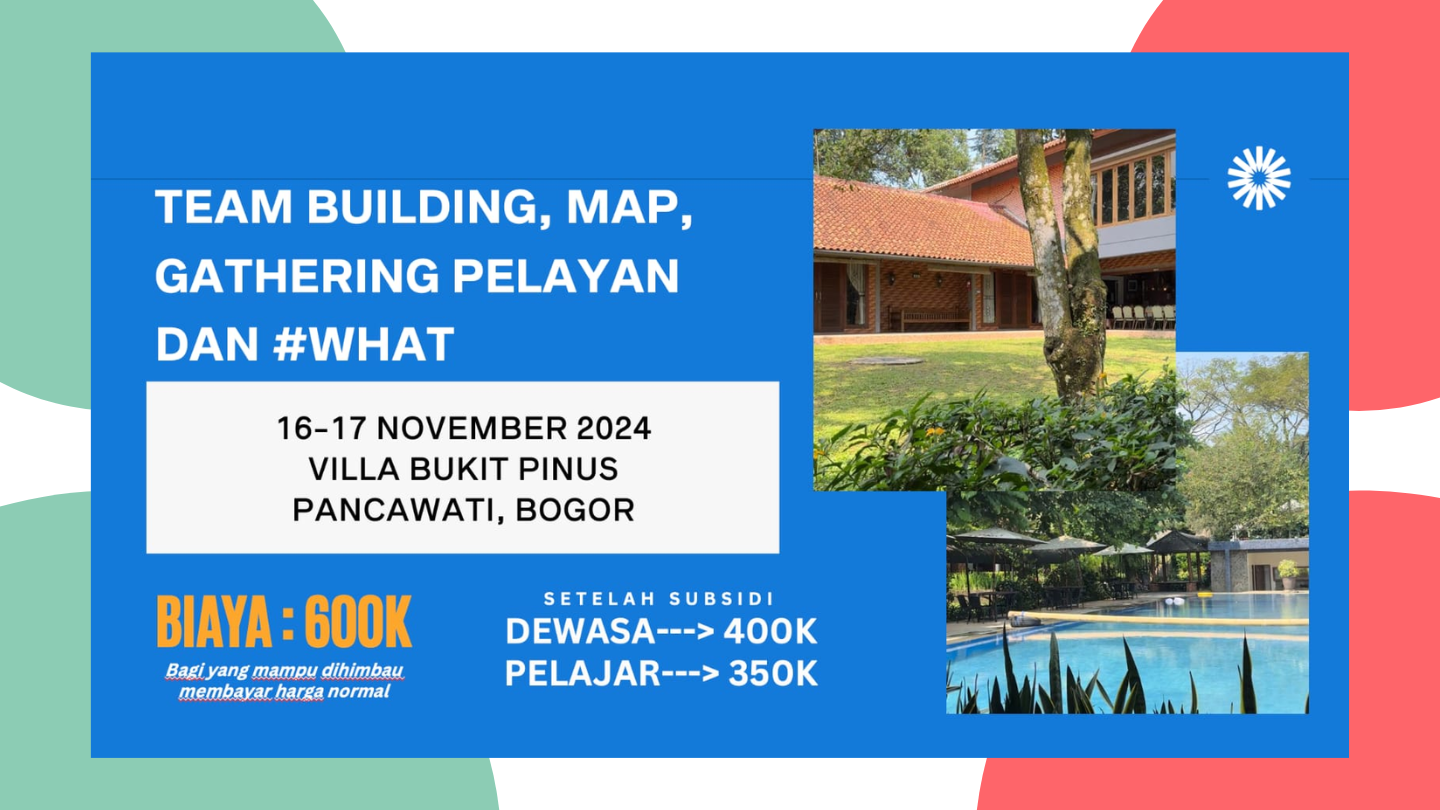 TEAM BUILDING, MAP,
GATHERING PELAYAN
DAN #WHAT
16-17 NOVEMBER 2024
VILLA BUKIT PINUS
PANCAWATI, BOGOR
BIAYA : 600K
Bagi yang mampu dihimbau
membayar harga normal
SETELAH SUBSIDI
DEWASA---> 400K
PELAJAR---> 350K